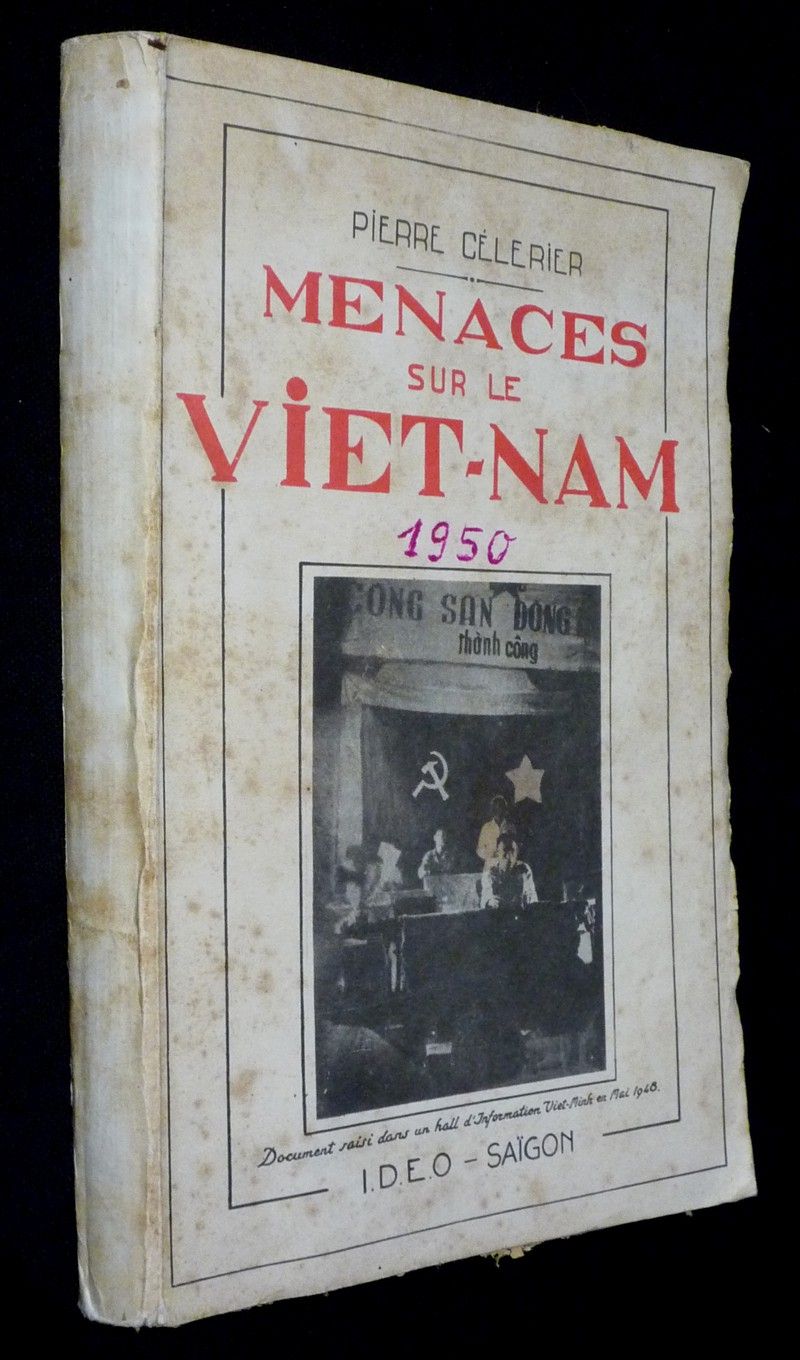 PIERRE CÉLERIER
MENACES
SUR LE
VIET-NAM
1950
CONG SAN DONG
thành công
Document saisi dans un hall d'Information Viet-Minh en Mai 1948.
I.D.E.O - SAÏGON